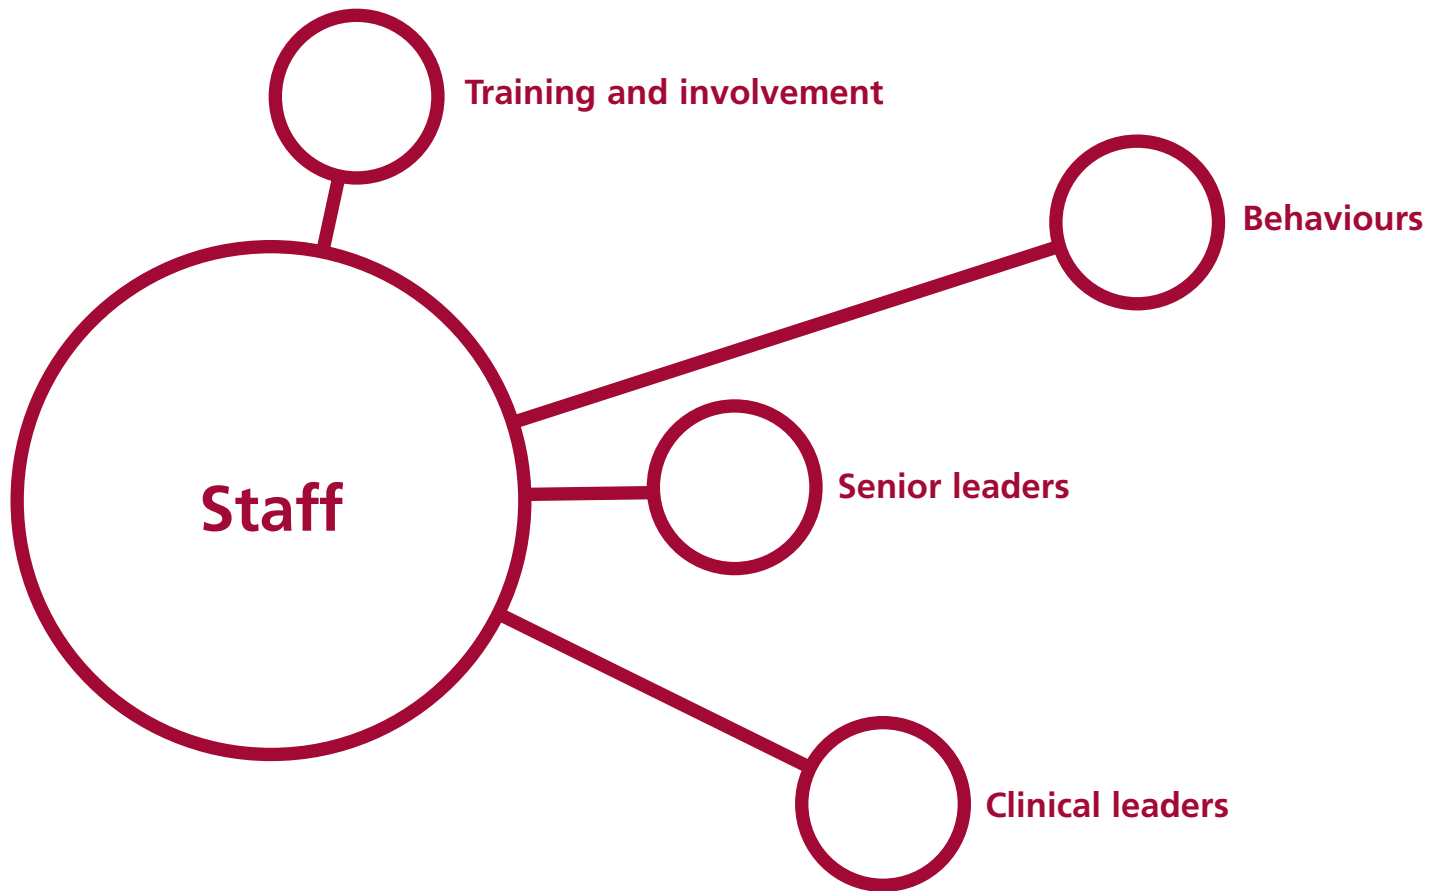 Training and involvement
Behaviours
Senior leaders
Staff
Clinical leaders